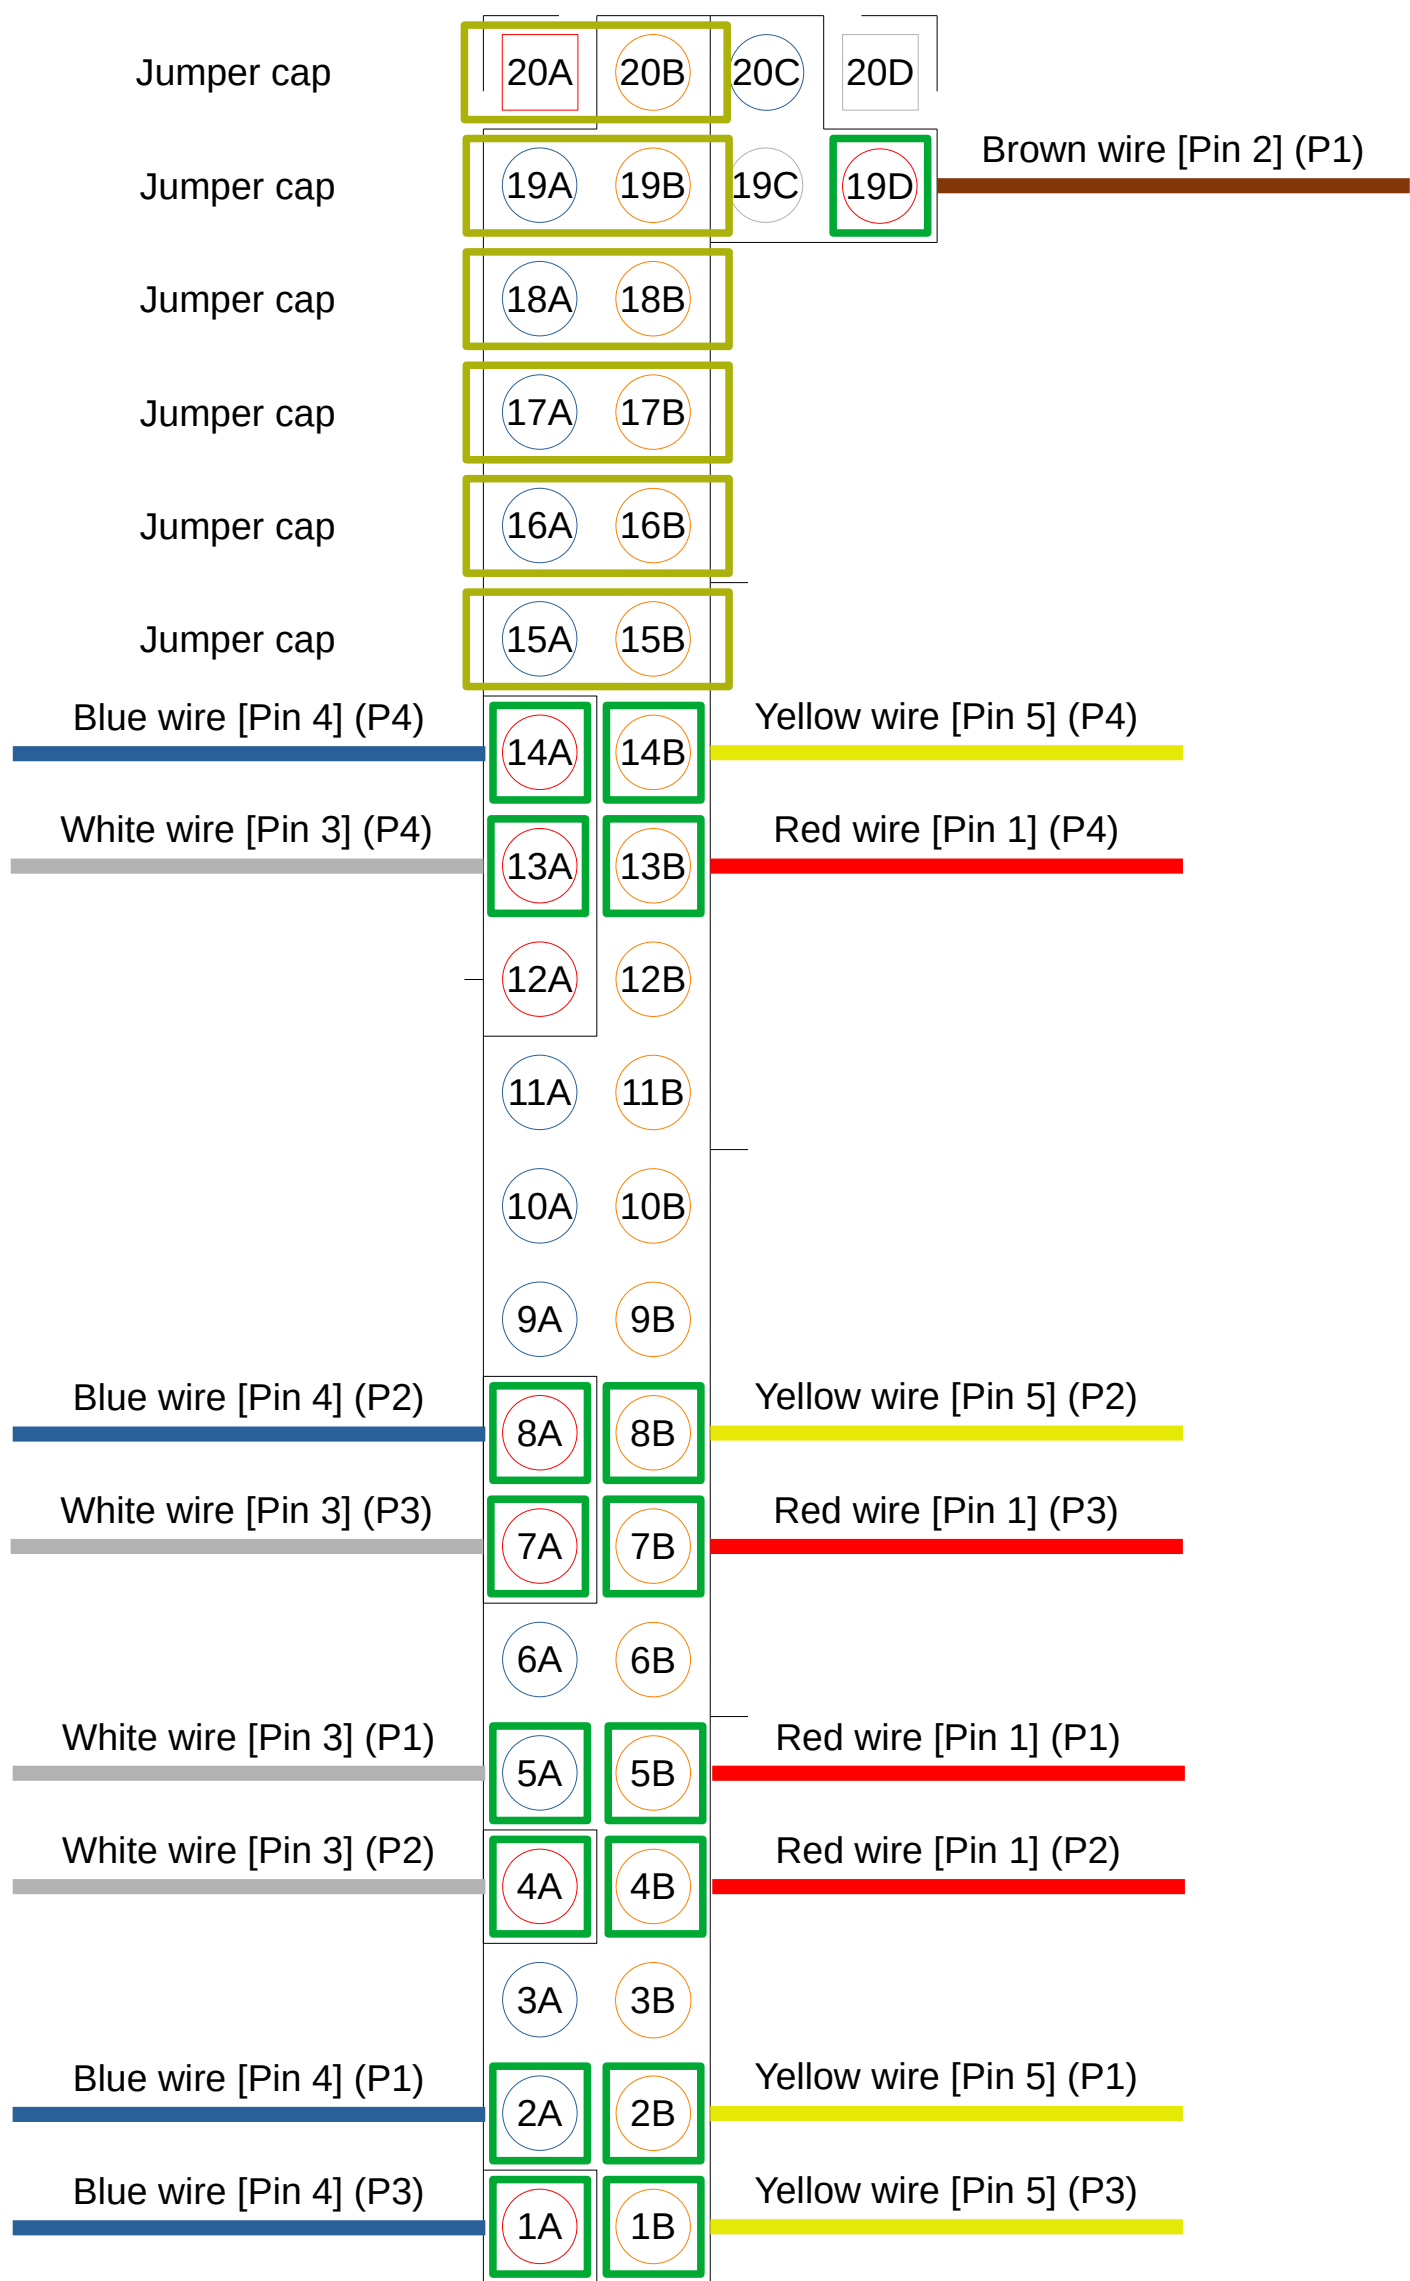 Jumper cap 20A 20B 20C 20D
Brown wire [Pin 2] (P1)
Jumper cap 19A 19B 19C 19D
Jumper cap 18A 18B
Jumper cap 17A 17B
Jumper cap 16A 16B
Jumper cap 15A 15B
Blue wire [Pin 4] (P4) Yellow wire [Pin 5] (P4)
14A 14B
White wire [Pin 3] (P4) Red wire [Pin 1] (P4)
13A 13B
12A 12B
11A 11B
10A 10B
9A 9B
Blue wire [Pin 4] (P2) Yellow wire [Pin 5] (P2)
8A 8B
White wire [Pin 3] (P3) Red wire [Pin 1] (P3)
7A 7B
6A 6B
White wire [Pin 3] (P1) Red wire [Pin 1] (P1)
5A 5B
White wire [Pin 3] (P2) Red wire [Pin 1] (P2)
4A 4B
3A 3B
Blue wire [Pin 4] (P1) Yellow wire [Pin 5] (P1)
2A 2B
Blue wire [Pin 4] (P3) Yellow wire [Pin 5] (P3)
1A 1B